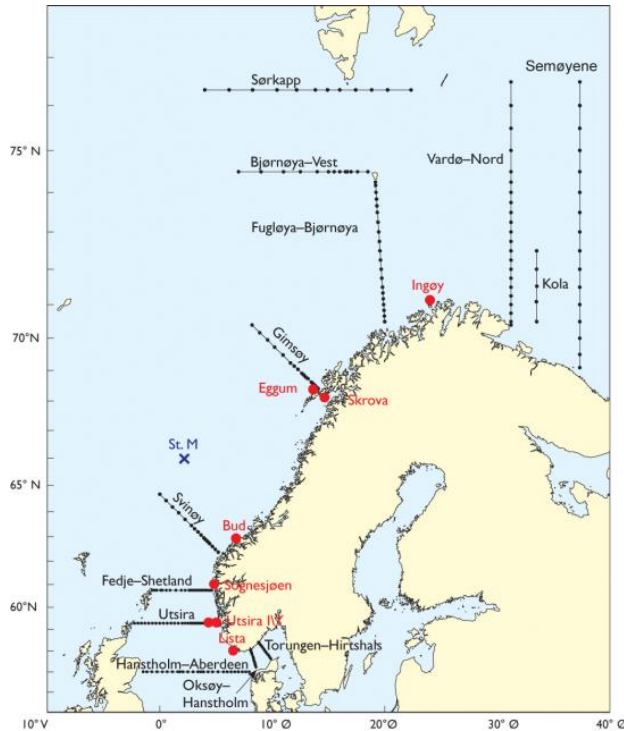 Semøyene
Sørkapp
75° N
Bjørnøya–Vest
Vardø–Nord
Fugløya–Bjørnøya
Ingøy
Kola
Gimsøy
70° N
Eggum
Skrova
St. M
65° N
Svinøy
Bud
Fedje–Shetland
Sognesjøen
60° N
Utsira
Utsira I\Y
Lista
Torungen–Hirtshals
Hanstholm–Aberdeen
Oksøy–
Hanstholm
10° V
0°
10° Ø
20° Ø
30° Ø
40° Ø